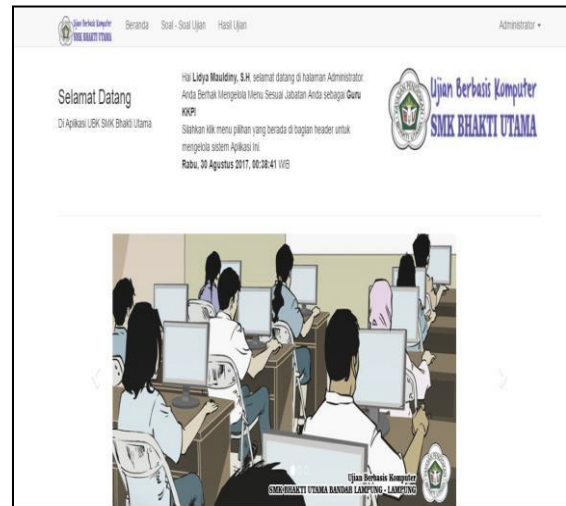 Ujian Berbasis Komputer
SMK BHAKTI UTAMA
Beranda
Soal - Soal Ujian
Hasil Ujian
Administrator
Selamat Datang
Di Aplikasi UBK SMK Bhakti Utama
Hai Lidya Mauldiny, S.H, selamat datang di halaman Administrator.
Anda Berhak Mengelola Menu Sesuai Jabatan Anda sebagai Guru
KKPI
Silahkan klik menu pilihan yang berada di bagian header untuk
mengelola sistem Aplikasi Ini.
Rabu, 30 Agustus 2017, 00:38:41 WIB
Ujian Berbasis Komputer
SMK BHAKTI UTAMA
Ujian Berbasis Komputer
SMK BHAKTI UTAMA BANDAR LAMPUNG - LAMPUNG